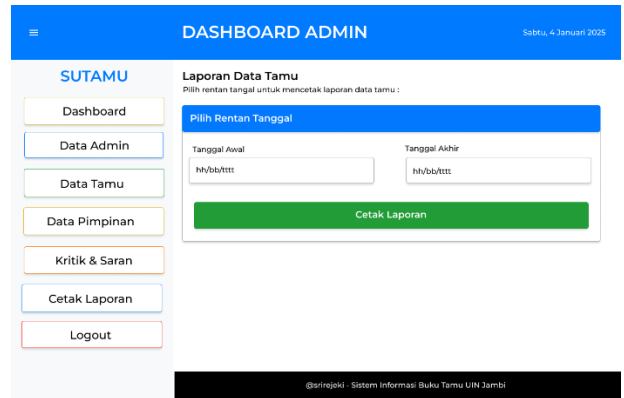 DASHBOARD ADMIN
Sabtu, 4 Januari 2025
SUTAMU
Dashboard
Data Admin
Data Tamu
Data Pimpinan
Kritik & Saran
Cetak Laporan
Logout
Laporan Data Tamu
Pilih rentan tangal untuk mencetak laporan data tamu :
Pilih Rentan Tanggal
Tanggal Awal
hh/bb/tttt
Tanggal Akhir
hh/bb/tttt
Cetak Laporan
@srirejeki - Sistem Informasi Buku Tamu UIN Jambi